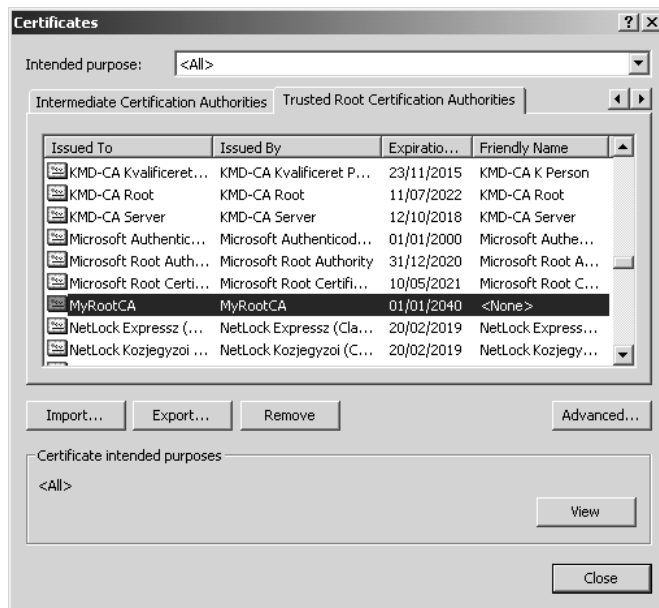 Certificates
Intended purpose: <All>
Intermediate Certification Authorities Trusted Root Certification Authorities
Issued To Issued By Expiratio... Friendly Name
KMD-CA Kvalificeret... KMD-CA Kvalificeret P... 23/11/2015 KMD-CA K Person
KMD-CA Root KMD-CA Root 11/07/2022 KMD-CA Root
KMD-CA Server KMD-CA Server 12/10/2018 KMD-CA Server
Microsoft Authentic... Microsoft Authenticod... 01/01/2000 Microsoft Authe...
Microsoft Root Auth... Microsoft Root Authority 31/12/2020 Microsoft Root A...
Microsoft Root Certi... Microsoft Root Certifi... 10/05/2021 Microsoft Root C...
MyRootCA MyRootCA 01/01/2040 <None>
NetLock Expressz (... NetLock Expressz (Cla... 20/02/2019 NetLock Express...
NetLock Kozjegyzoi ... NetLock Kozjegyzoi (C... 20/02/2019 NetLock Kozjegy...
Import... Export... Remove Advanced...
Certificate intended purposes
<All>
View
Close